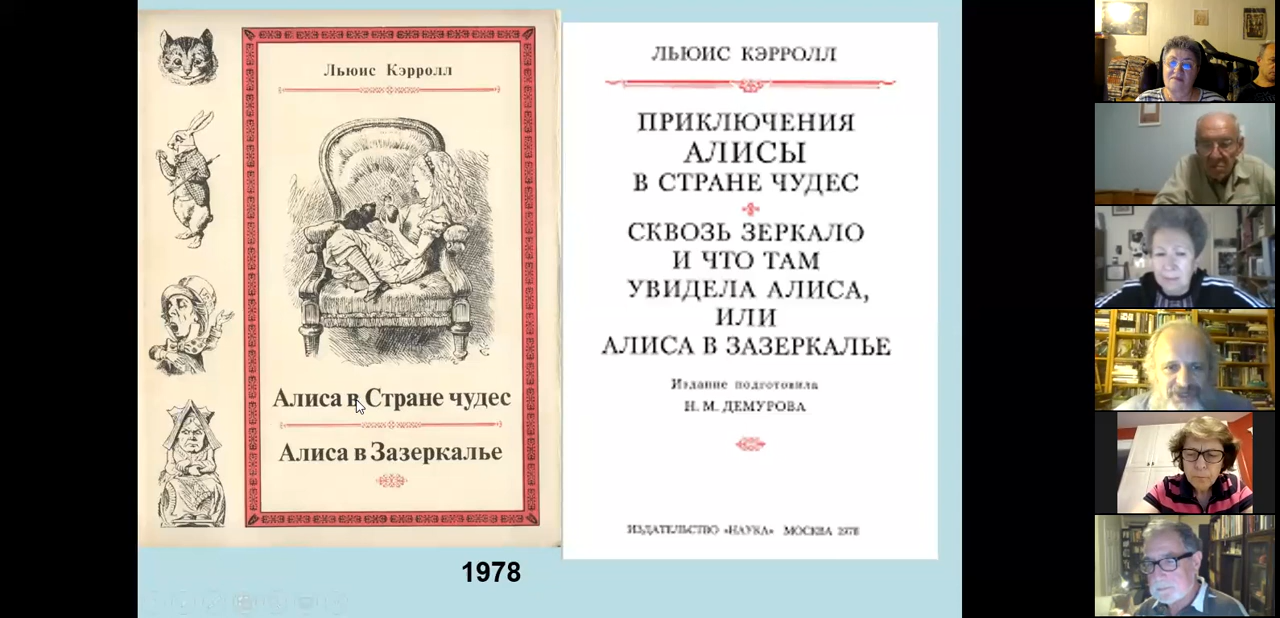 Льюис Кэрролл
Алиса в Стране чудес
Алиса в Зазеркалье
ЛЬЮИС КЭРРОЛЛ
ПРИКЛЮЧЕНИЯ
АЛИСЫ
В СТРАНЕ ЧУДЕС
СКВОЗЬ ЗЕРКАЛО
И ЧТО ТАМ
УВИДЕЛА АЛИСА,
ИЛИ
АЛИСА В ЗАЗЕРКАЛЬЕ
Издание подготовила
Н. М. ДЕМУРОВА
ИЗДАТЕЛЬСТВО «НАУКА» МОСКВА 1978
1978